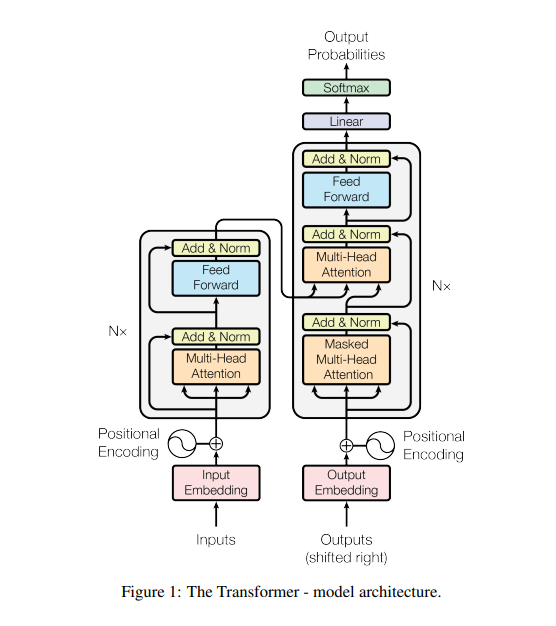 Output
Probabilities
Softmax
Linear
Add & Norm
Feed
Forward
Add & Norm
Multi-Head
Attention
Add & Norm
Masked
Multi-Head
Attention
N×
Add & Norm
Feed
Forward
Add & Norm
Multi-Head
Attention
N×
Positional
Encoding
Positional
Encoding
Input
Embedding
Output
Embedding
Inputs
Outputs
(shifted right)
Figure 1: The Transformer - model architecture.